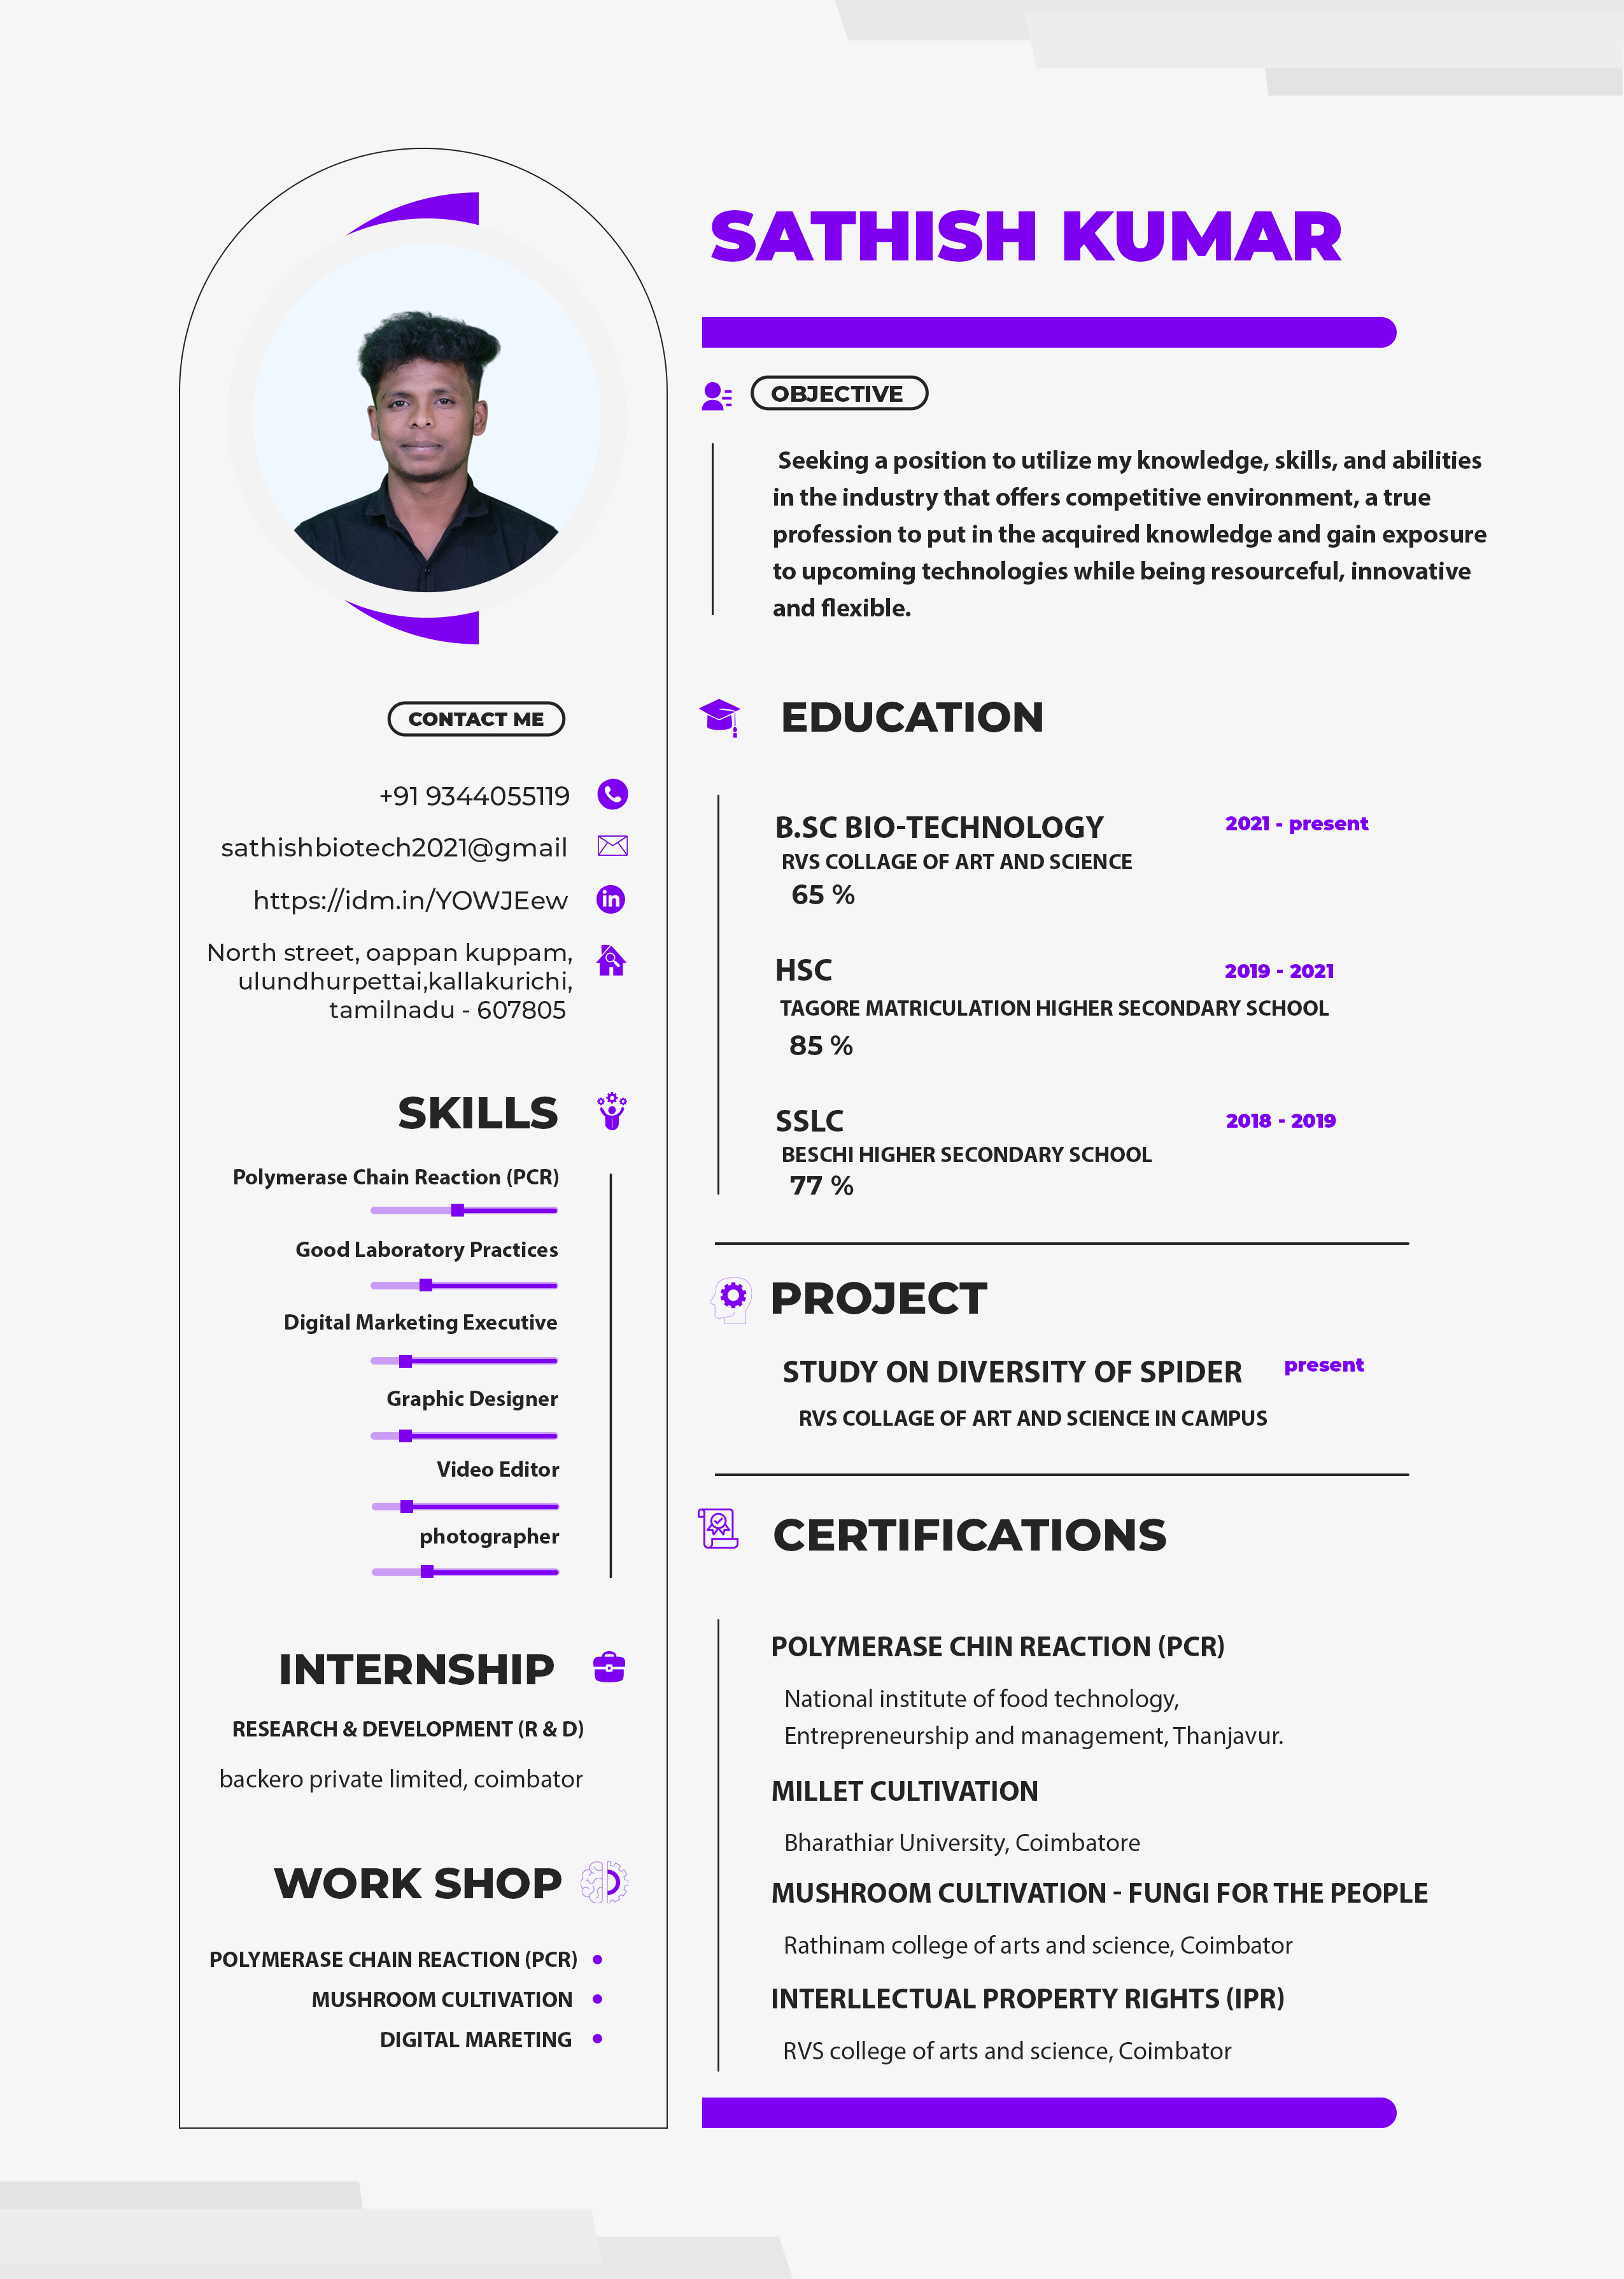 SATHISH KUMAR
OBJECTIVE
Seeking a position to utilize my knowledge, skills, and abilities
in the industry that offers competitive environment, a true
profession to put in the acquired knowledge and gain exposure
to upcoming technologies while being resourceful, innovative
and flexible.
CONTACT ME
+91 9344055119
sathishbiotech2021@gmail
https://idm.in/YOWJEew
in
North street, oappan kuppam,
ulundhurpettai,kallakurichi,
tamilnadu - 607805
SKILLS
Polymerase Chain Reaction (PCR)
Good Laboratory Practices
Digital Marketing Executive
Graphic Designer
Video Editor
photographer
INTERNSHIP
RESEARCH & DEVELOPMENT (R & D)
backero private limited, coimbator
WORK SHOP
POLYMERASE CHAIN REACTION (PCR)
MUSHROOM CULTIVATION
DIGITAL MARETING
EDUCATION
B.SC BIO-TECHNOLOGY
2021 - present
RVS COLLAGE OF ART AND SCIENCE
65 %
HSC
2019 - 2021
TAGORE MATRICULATION HIGHER SECONDARY SCHOOL
85 %
SSLC
2018 - 2019
BESCHI HIGHER SECONDARY SCHOOL
77 %
PROJECT
STUDY ON DIVERSITY OF SPIDER
present
RVS COLLAGE OF ART AND SCIENCE IN CAMPUS
CERTIFICATIONS
POLYMERASE CHIN REACTION (PCR)
National institute of food technology,
Entrepreneurship and management, Thanjavur.
MILLET CULTIVATION
Bharathiar University, Coimbatore
MUSHROOM CULTIVATION - FUNGI FOR THE PEOPLE
Rathinam college of arts and science, Coimbator
INTERLLECTUAL PROPERTY RIGHTS (IPR)
RVS college of arts and science, Coimbator